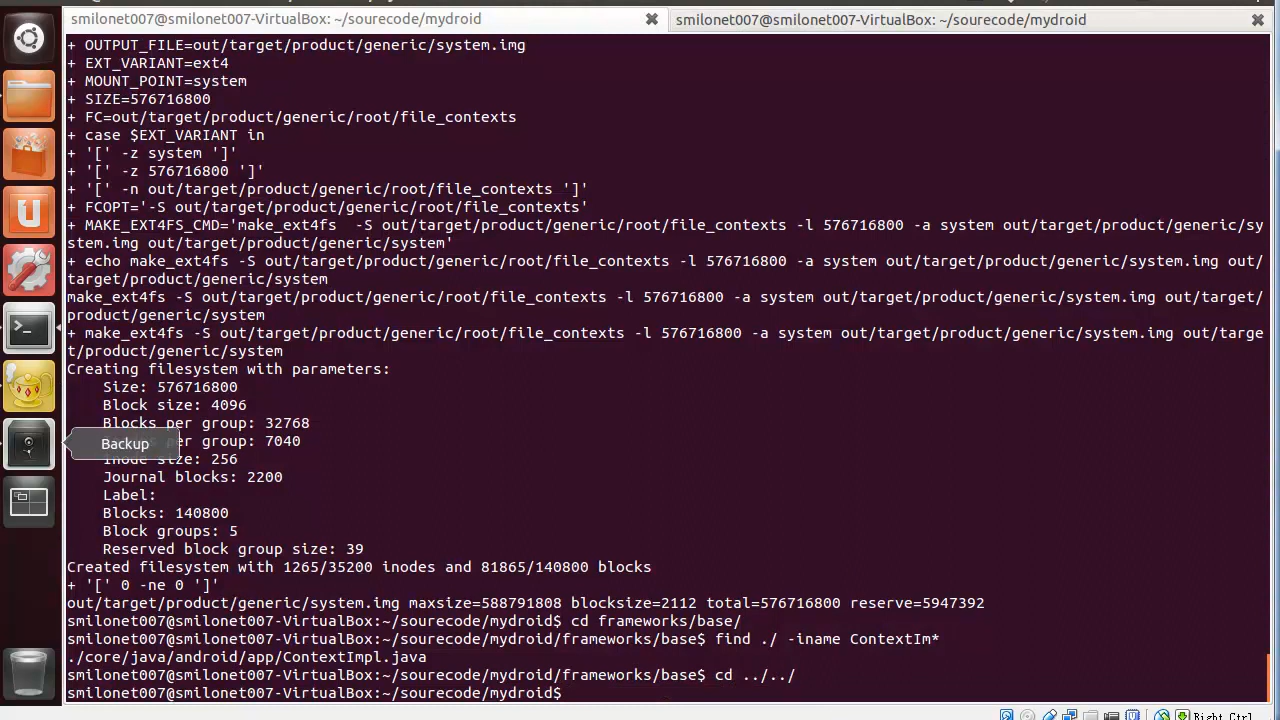 smilonet007@smilonet007-VirtualBox: ~/sourecode/mydroid
smilonet007@smilonet007-VirtualBox: ~/sourecode/mydroid
+ OUTPUT_FILE=out/target/product/generic/system.img
+ EXT_VARIANT=ext4
+ MOUNT_POINT=system
+ SIZE=576716800
+ FC=out/target/product/generic/root/file_contexts
+ case $EXT_VARIANT in
+ '[' -z system ']'
+ '[' -z 576716800 ']'
+ '[' -n out/target/product/generic/root/file_contexts ']'
+ FCOPT='-S out/target/product/generic/root/file_contexts'
+ MAKE_EXT4FS_CMD='make_ext4fs  -S out/target/product/generic/root/file_contexts -l 576716800 -a system out/target/product/generic/sy
stem.img out/target/product/generic/system'
+ echo make_ext4fs -S out/target/product/generic/root/file_contexts -l 576716800 -a system out/target/product/generic/system.img out/
target/product/generic/system
make_ext4fs -S out/target/product/generic/root/file_contexts -l 576716800 -a system out/target/product/generic/system.img out/target/
product/generic/system
+ make_ext4fs -S out/target/product/generic/root/file_contexts -l 576716800 -a system out/target/product/generic/system.img out/targe
t/product/generic/system
Creating filesystem with parameters:
Size: 576716800
Block size: 4096
Blocks per group: 32768
per group: 7040
Backup
Inode size: 256
Journal blocks: 2200
Label:
Blocks: 140800
Block groups: 5
Reserved block group size: 39
Created filesystem with 1265/35200 inodes and 81865/140800 blocks
+ '[' 0 -ne 0 ']'
out/target/product/generic/system.img maxsize=588791808 blocksize=2112 total=576716800 reserve=5947392
smilonet007@smilonet007-VirtualBox:~/sourecode/mydroid$ cd frameworks/base/
smilonet007@smilonet007-VirtualBox:~/sourecode/mydroid/frameworks/base$ find ./ -iname ContextIm*
./core/java/android/app/ContextImpl.java
smilonet007@smilonet007-VirtualBox:~/sourecode/mydroid/frameworks/base$ cd ../../
smilonet007@smilonet007-VirtualBox:~/sourecode/mydroid$
Right Ctrl